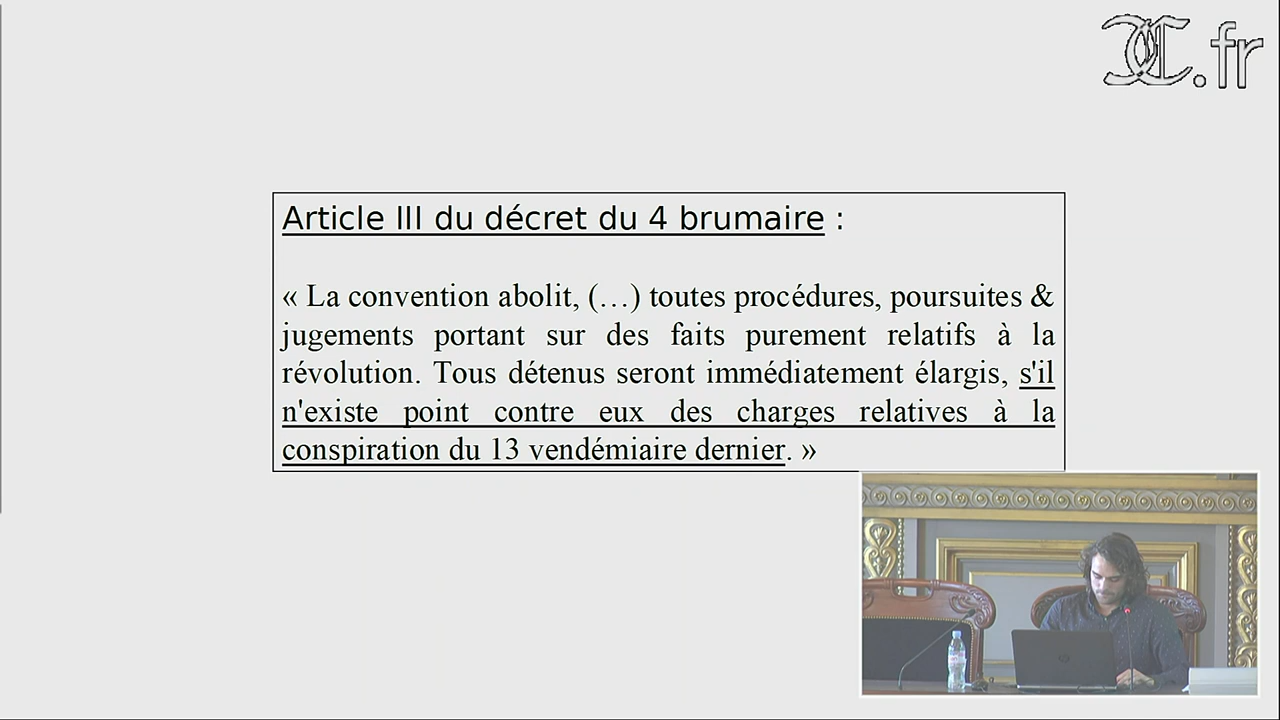 .fr
Article III du décret du 4 brumaire :
« La convention abolit, (…) toutes procédures, poursuites &
jugements portant sur des faits purement relatifs à la
révolution. Tous détenus seront immédiatement élargis, s'il
n'existe point contre eux des charges relatives à la
conspiration du 13 vendémiaire dernier. »